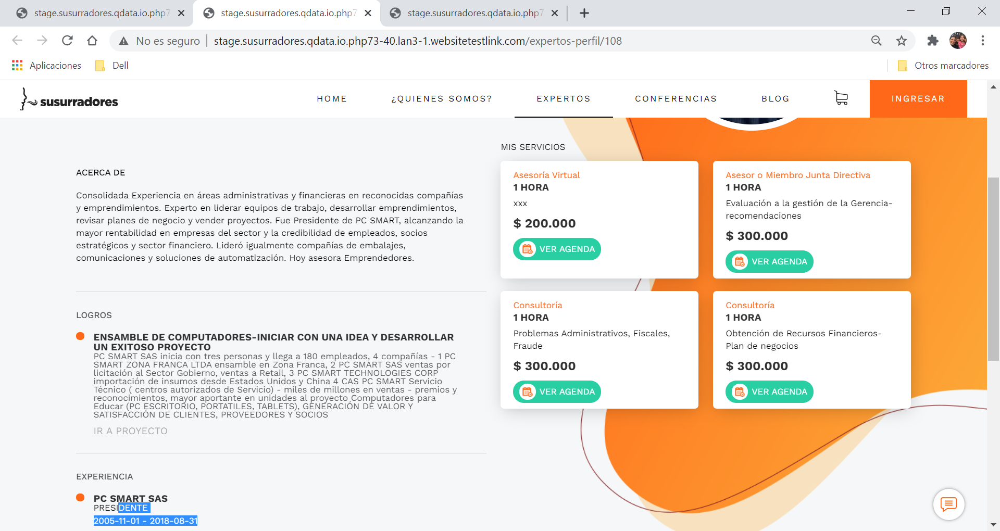 stage.susurradores.qdata.io.php7
stage.susurradores.qdata.io.php7
stage.susurradores.qdata.io.php7
No es seguro
stage.susurradores.qdata.io.php73-40.lan3-1.websitetestlink.com/expertos-perfil/108
Aplicaciones
Dell
Otros marcadores
susurradores
HOME
¿QUIENES SOMOS?
EXPERTOS
CONFERENCIAS
BLOG
INGRESAR
ACERCA DE
Consolidada Experiencia en áreas administrativas y financieras en reconocidas compañías
y emprendimientos. Experto en liderar equipos de trabajo, desarrollar emprendimientos,
revisar planes de negocio y vender proyectos. Fue Presidente de PC SMART, alcanzando la
mayor rentabilidad en empresas del sector y la credibilidad de empleados, socios
estratégicos y sector financiero. Lideró igualmente compañías de embalajes,
comunicaciones y soluciones de automatización. Hoy asesora Emprendedores.
LOGROS
ENSAMBLE DE COMPUTADORES-INICIAR CON UNA IDEA Y DESARROLLAR
UN EXITOSO PROYECTO
PC SMART SAS inicia con tres personas y llega a 180 empleados, 4 compañías - 1 PC
SMART ZONA FRANCA LTDA ensamble en Zona Franca, 2 PC SMART SAS ventas por
licitación al Sector Gobierno, ventas a Retail, 3 PC SMART TECHNOLOGIES CORP
importación de insumos desde Estados Unidos y China 4 CAS PC SMART Servicio
Técnico ( centros autorizados de Servicio) - miles de millones en ventas - premios y
reconocimientos, mayor aportante en unidades al proyecto Computadores para
Educar (PC ESCRITORIO, PORTATILES, TABLETS), GENERACIÓN DE VALOR Y
SATISFACCIÓN DE CLIENTES, PROVEEDORES Y SOCIOS
IR A PROYECTO
EXPERIENCIA
PC SMART SAS
PRESIDENTE
2005-11-01 - 2018-08-31
MIS SERVICIOS
Asesoría Virtual
1 HORA
xxx
$ 200.000
VER AGENDA
Asesor o Miembro Junta Directiva
1 HORA
Evaluación a la gestión de la Gerencia-
recomendaciones
$ 300.000
VER AGENDA
Consultoría
1 HORA
Problemas Administrativos, Fiscales,
Fraude
$ 300.000
VER AGENDA
Consultoría
1 HORA
Obtención de Recursos Financieros-
Plan de negocios
$ 300.000
VER AGENDA